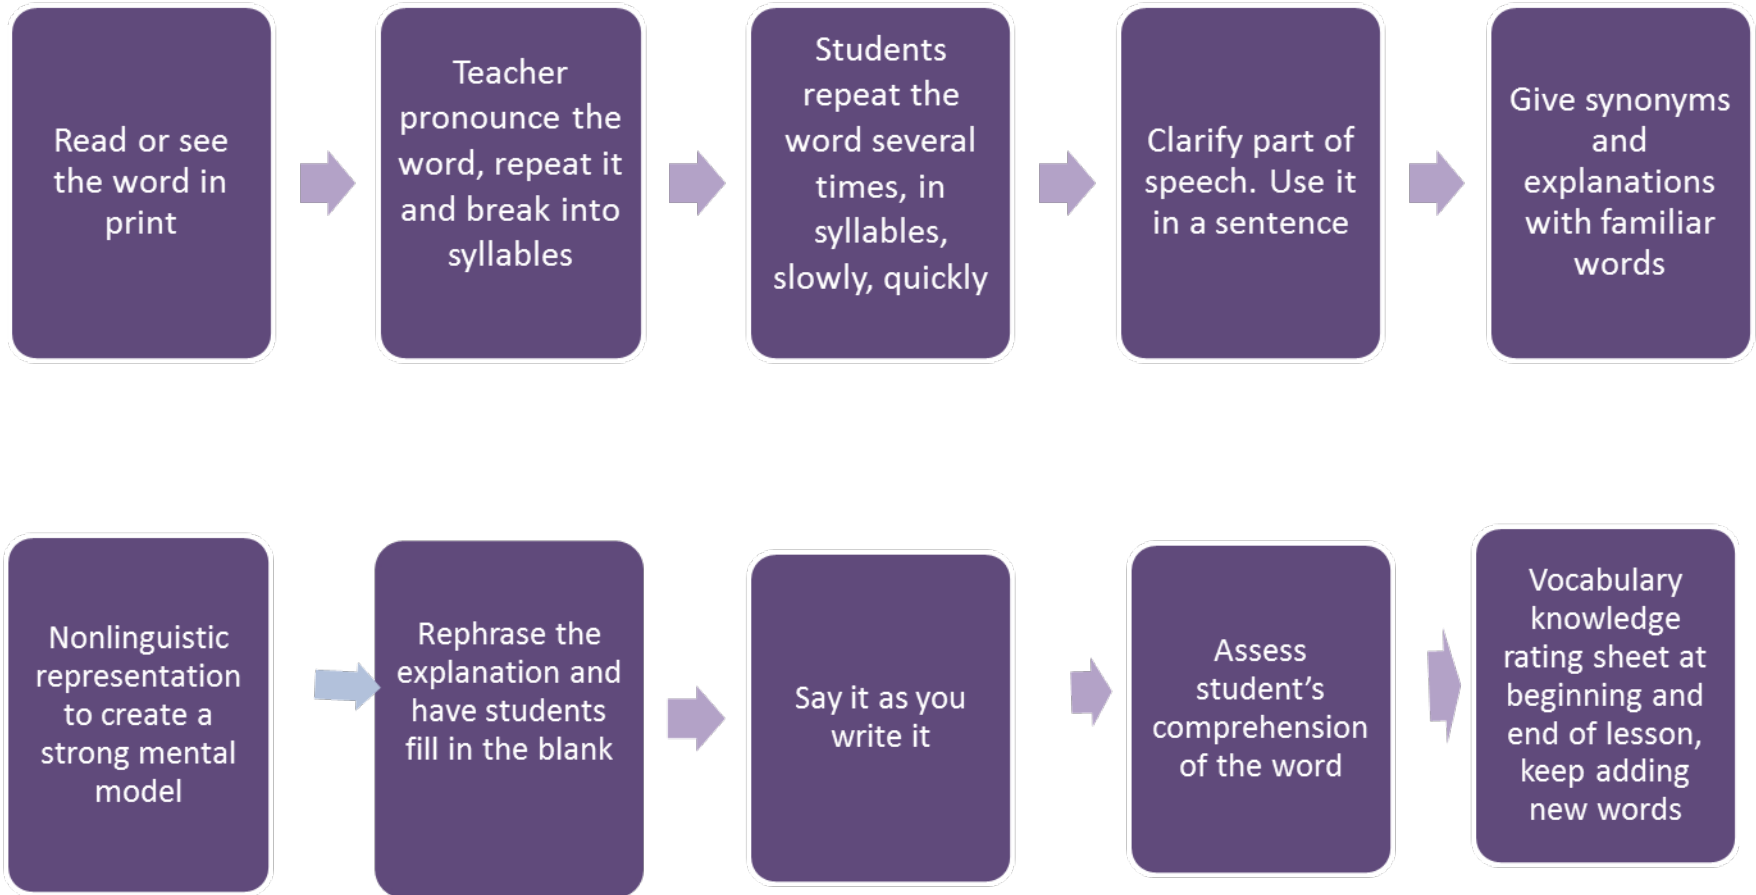 Read or see
the word in
print
Teacher
pronounce the
word, repeat it
and break into
syllables
Students
repeat the
word several
times, in
syllables,
slowly, quickly
Clarify part of
speech. Use it
in a sentence
Give synonyms
and
explanations
with familiar
words
Nonlinguistic
representation
to create a
strong mental
model
Rephrase the
explanation and
have students
fill in the blank
Say it as you
write it
Assess
student’s
comprehension
of the word
Vocabulary
knowledge
rating sheet at
beginning and
end of lesson,
keep adding
new words